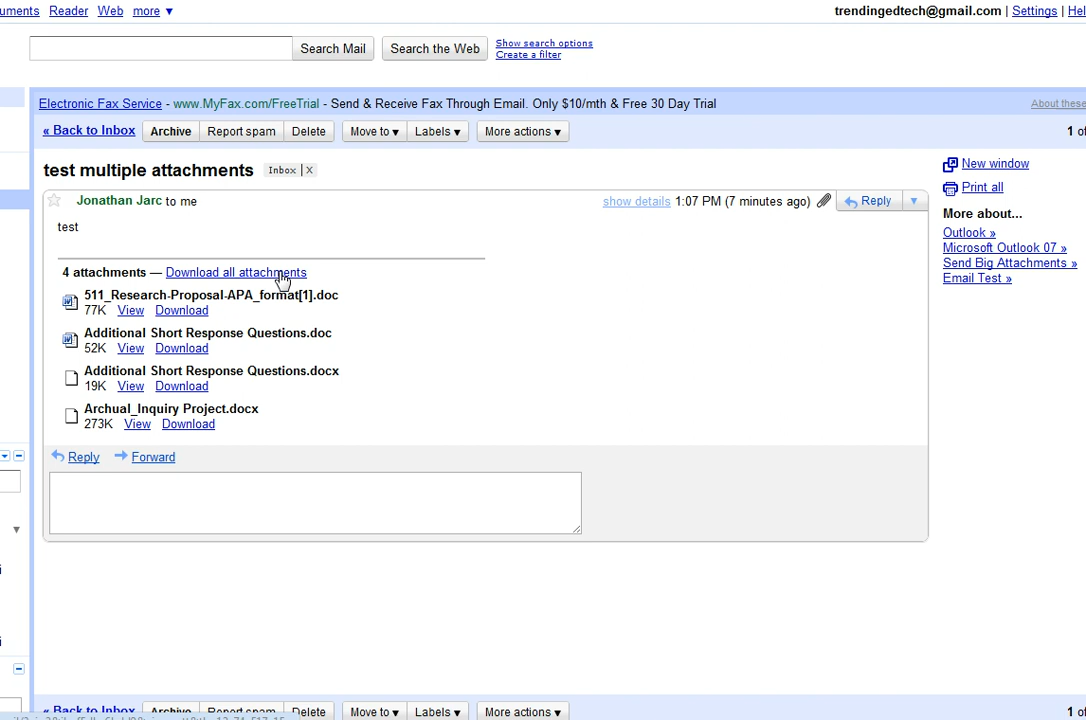 uments Reader Web more ▼
trendingedtech@gmail.com | Settings | Hel
Search Mail Search the Web Show search options
Create a filter
Electronic Fax Service - www.MyFax.com/FreeTrial - Send & Receive Fax Through Email. Only $10/mth & Free 30 Day Trial
About these
« Back to Inbox Archive Report spam Delete Move to ▼ Labels ▼ More actions ▼
1 of
test multiple attachments Inbox | X
New window
Print all
Jonathan Jarc to me
show details 1:07 PM (7 minutes ago) Reply ▼
More about...
Outlook »
Microsoft Outlook 07 »
Send Big Attachments »
Email Test »
test
4 attachments — Download all attachments
511_Research-Proposal-APA_format[1].doc
77K View Download
Additional Short Response Questions.doc
52K View Download
Additional Short Response Questions.docx
19K View Download
Archual_Inquiry Project.docx
273K View Download
Reply Forward
« Back to Inbox Archive Report spam Delete Move to ▼ Labels ▼ More actions ▼
1 of